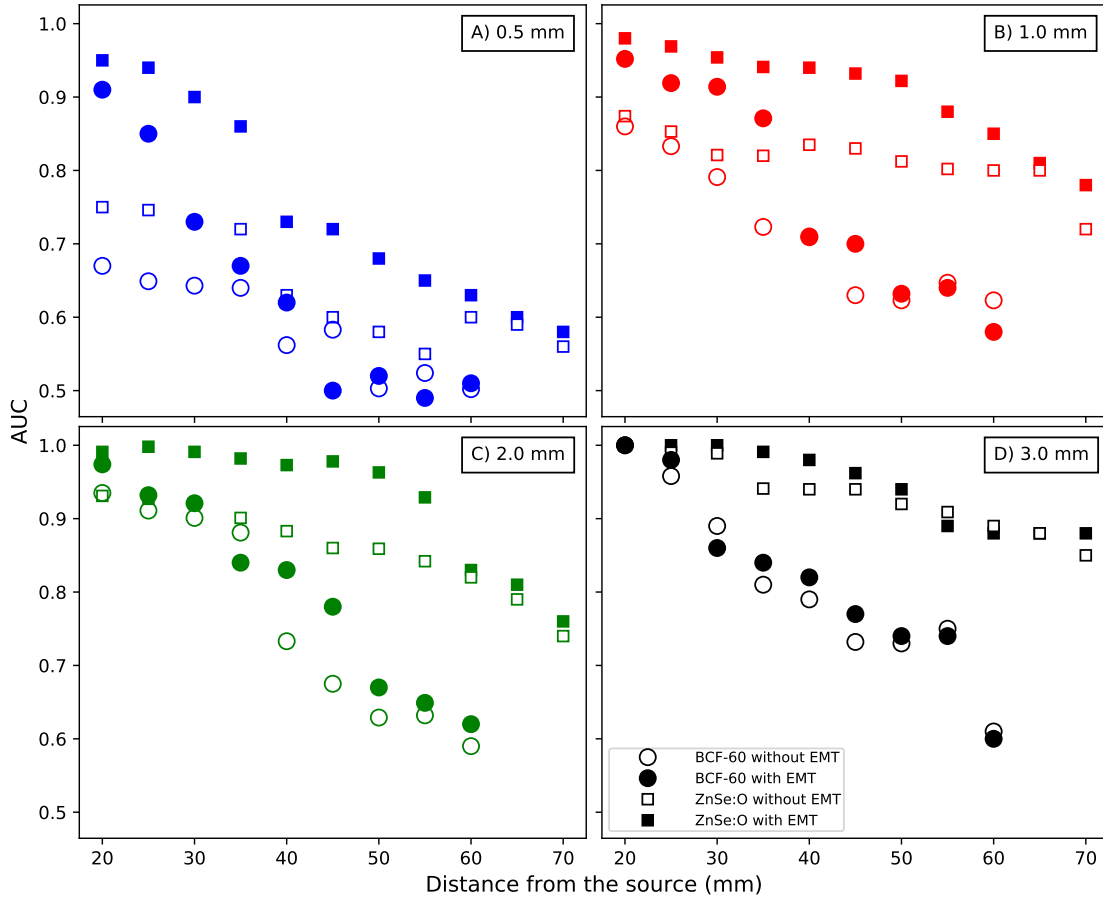 A) 0.5 mm
B) 1.0 mm
1.0
0.9
0.8
0.7
0.6
0.5
AUC
C) 2.0 mm
D) 3.0 mm
1.0
0.9
0.8
0.7
0.6
0.5
BCF-60 without EMT
BCF-60 with EMT
ZnSe:O without EMT
ZnSe:O with EMT
20 30 40 50 60 70
20 30 40 50 60 70
Distance from the source (mm)